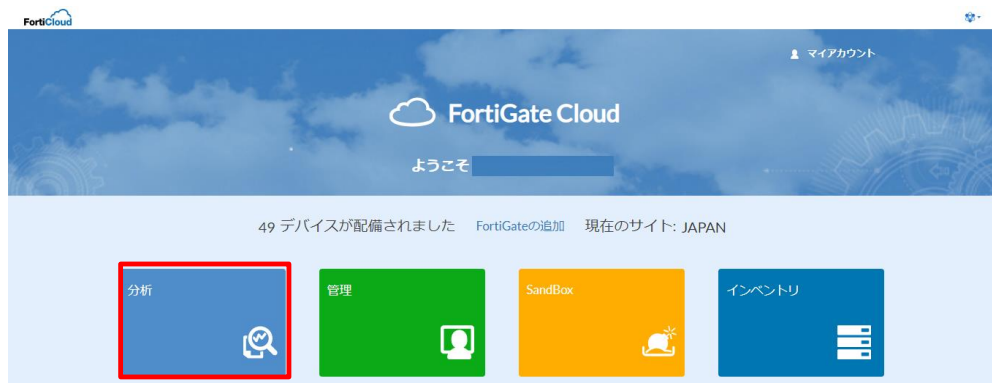 FortiCloud
マイアカウント
FortiGate Cloud
ようこそ
49 デバイスが配備されました FortiGateの追加 現在のサイト: JAPAN
分析 管理 SandBox インベントリ